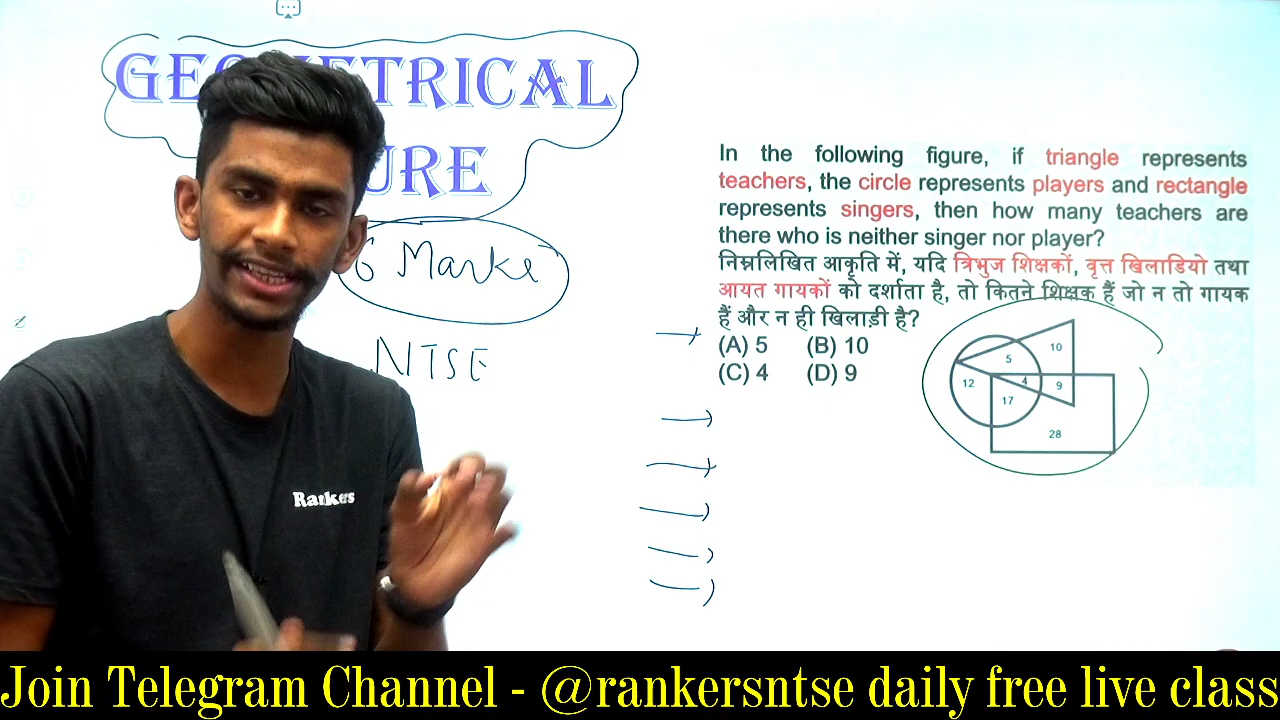 GEOMETRICAL
URE
6 Marks
NTSE
In the following figure, if triangle represents
teachers, the circle represents players and rectangle
represents singers, then how many teachers are
there who is neither singer nor player?
निम्नलिखित आकृति में, यदि त्रिभुज शिक्षकों, वृत्त खिलाडियो तथा
आयत गायकों को दर्शाता है, तो कितने शिक्षक हैं जो न तो गायक
हैं और न ही खिलाड़ी है?
(A) 5 (B) 10
(C) 4 (D) 9
5 10
12 4 9
17
28
Rankers
Join Telegram Channel - @rankersntse daily free live class